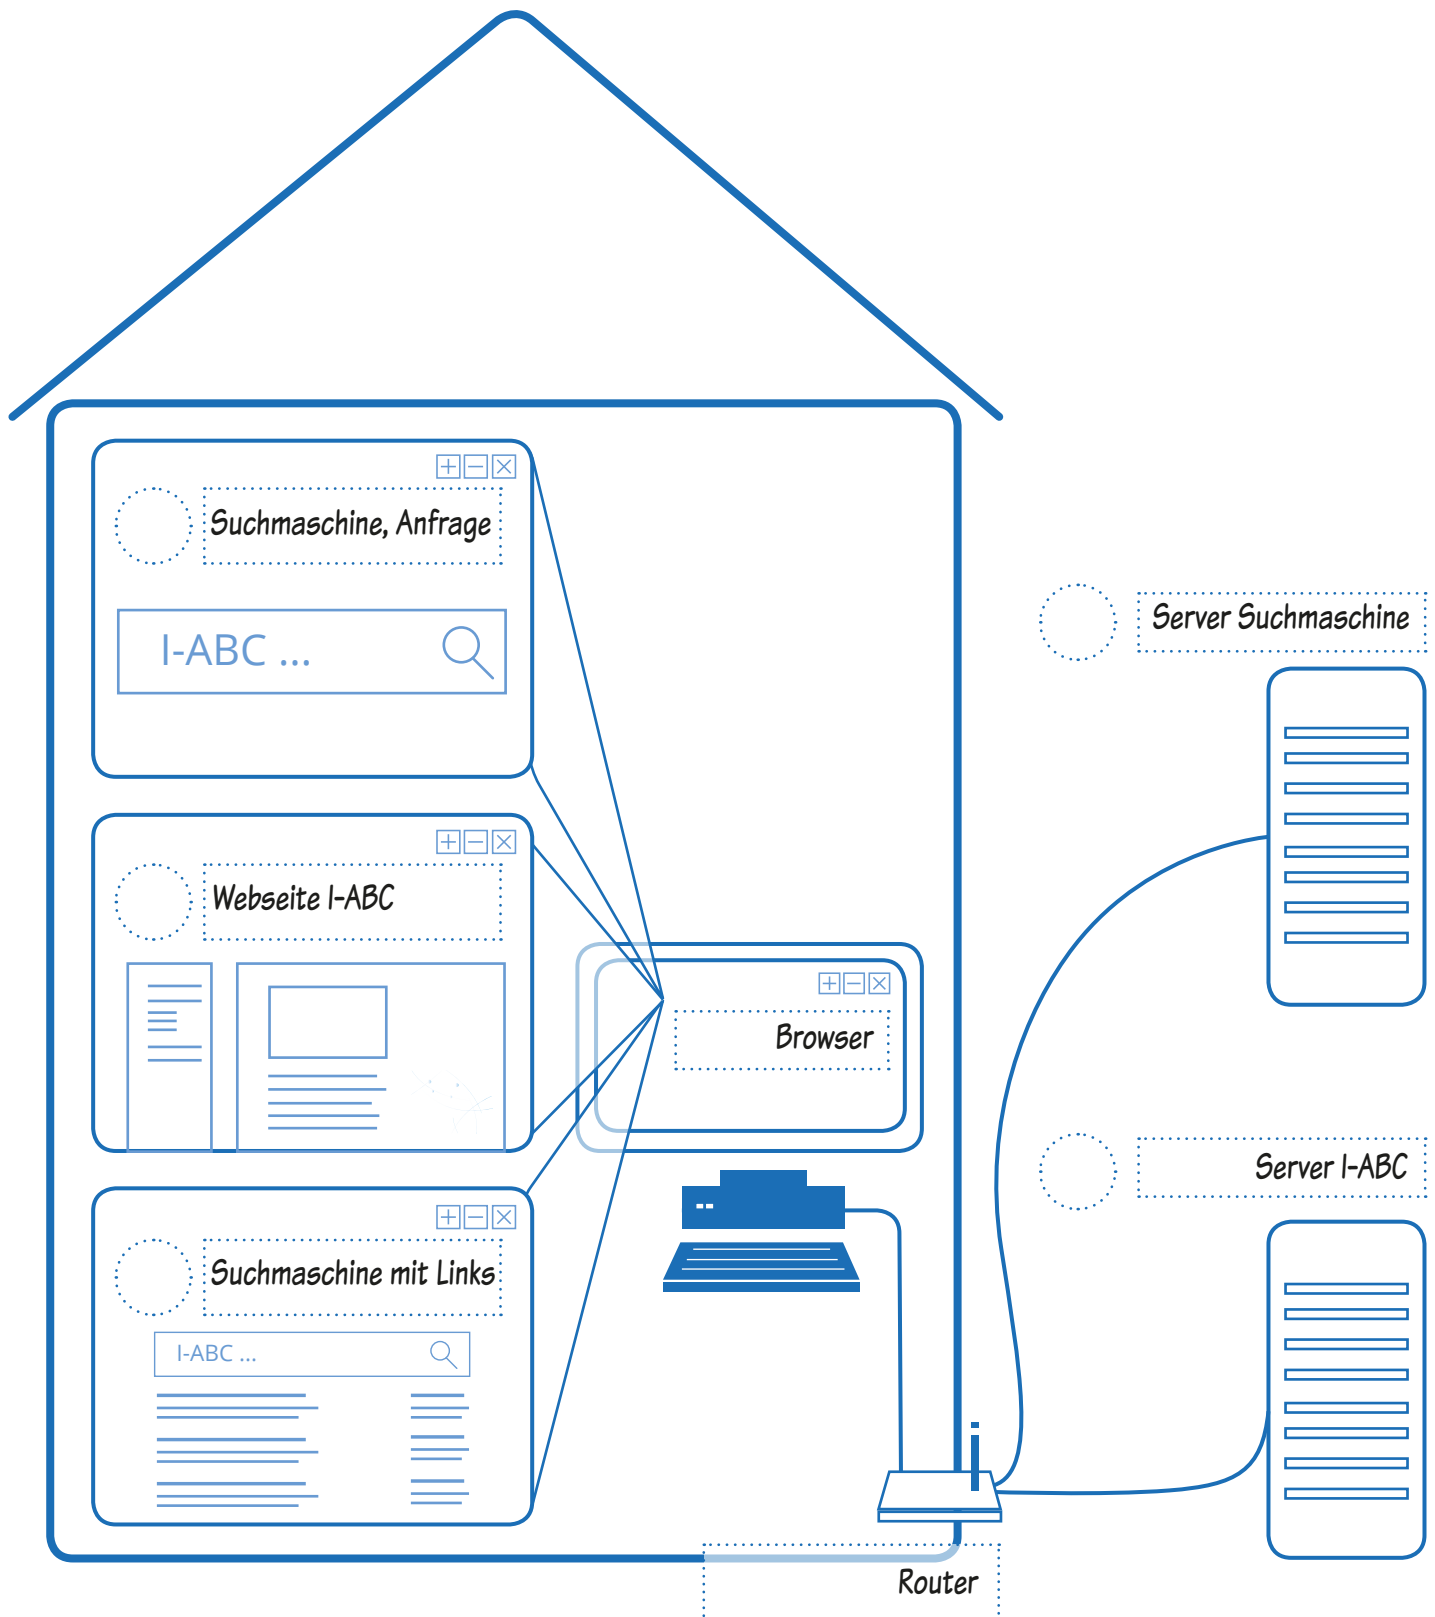 Suchmaschine, Anfrage
I-ABC ...
Server Suchmaschine
Webseite I-ABC
Browser
Server I-ABC
Suchmaschine mit Links
I-ABC ...
Router